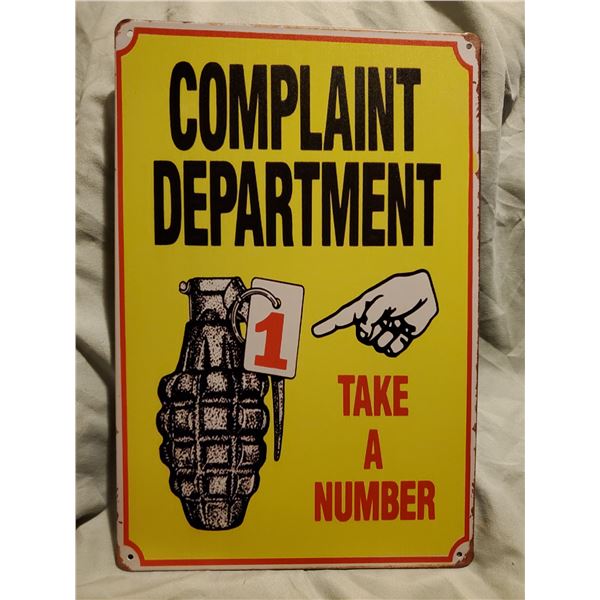 COMPLAINT
DEPARTMENT
1
TAKE
A
NUMBER